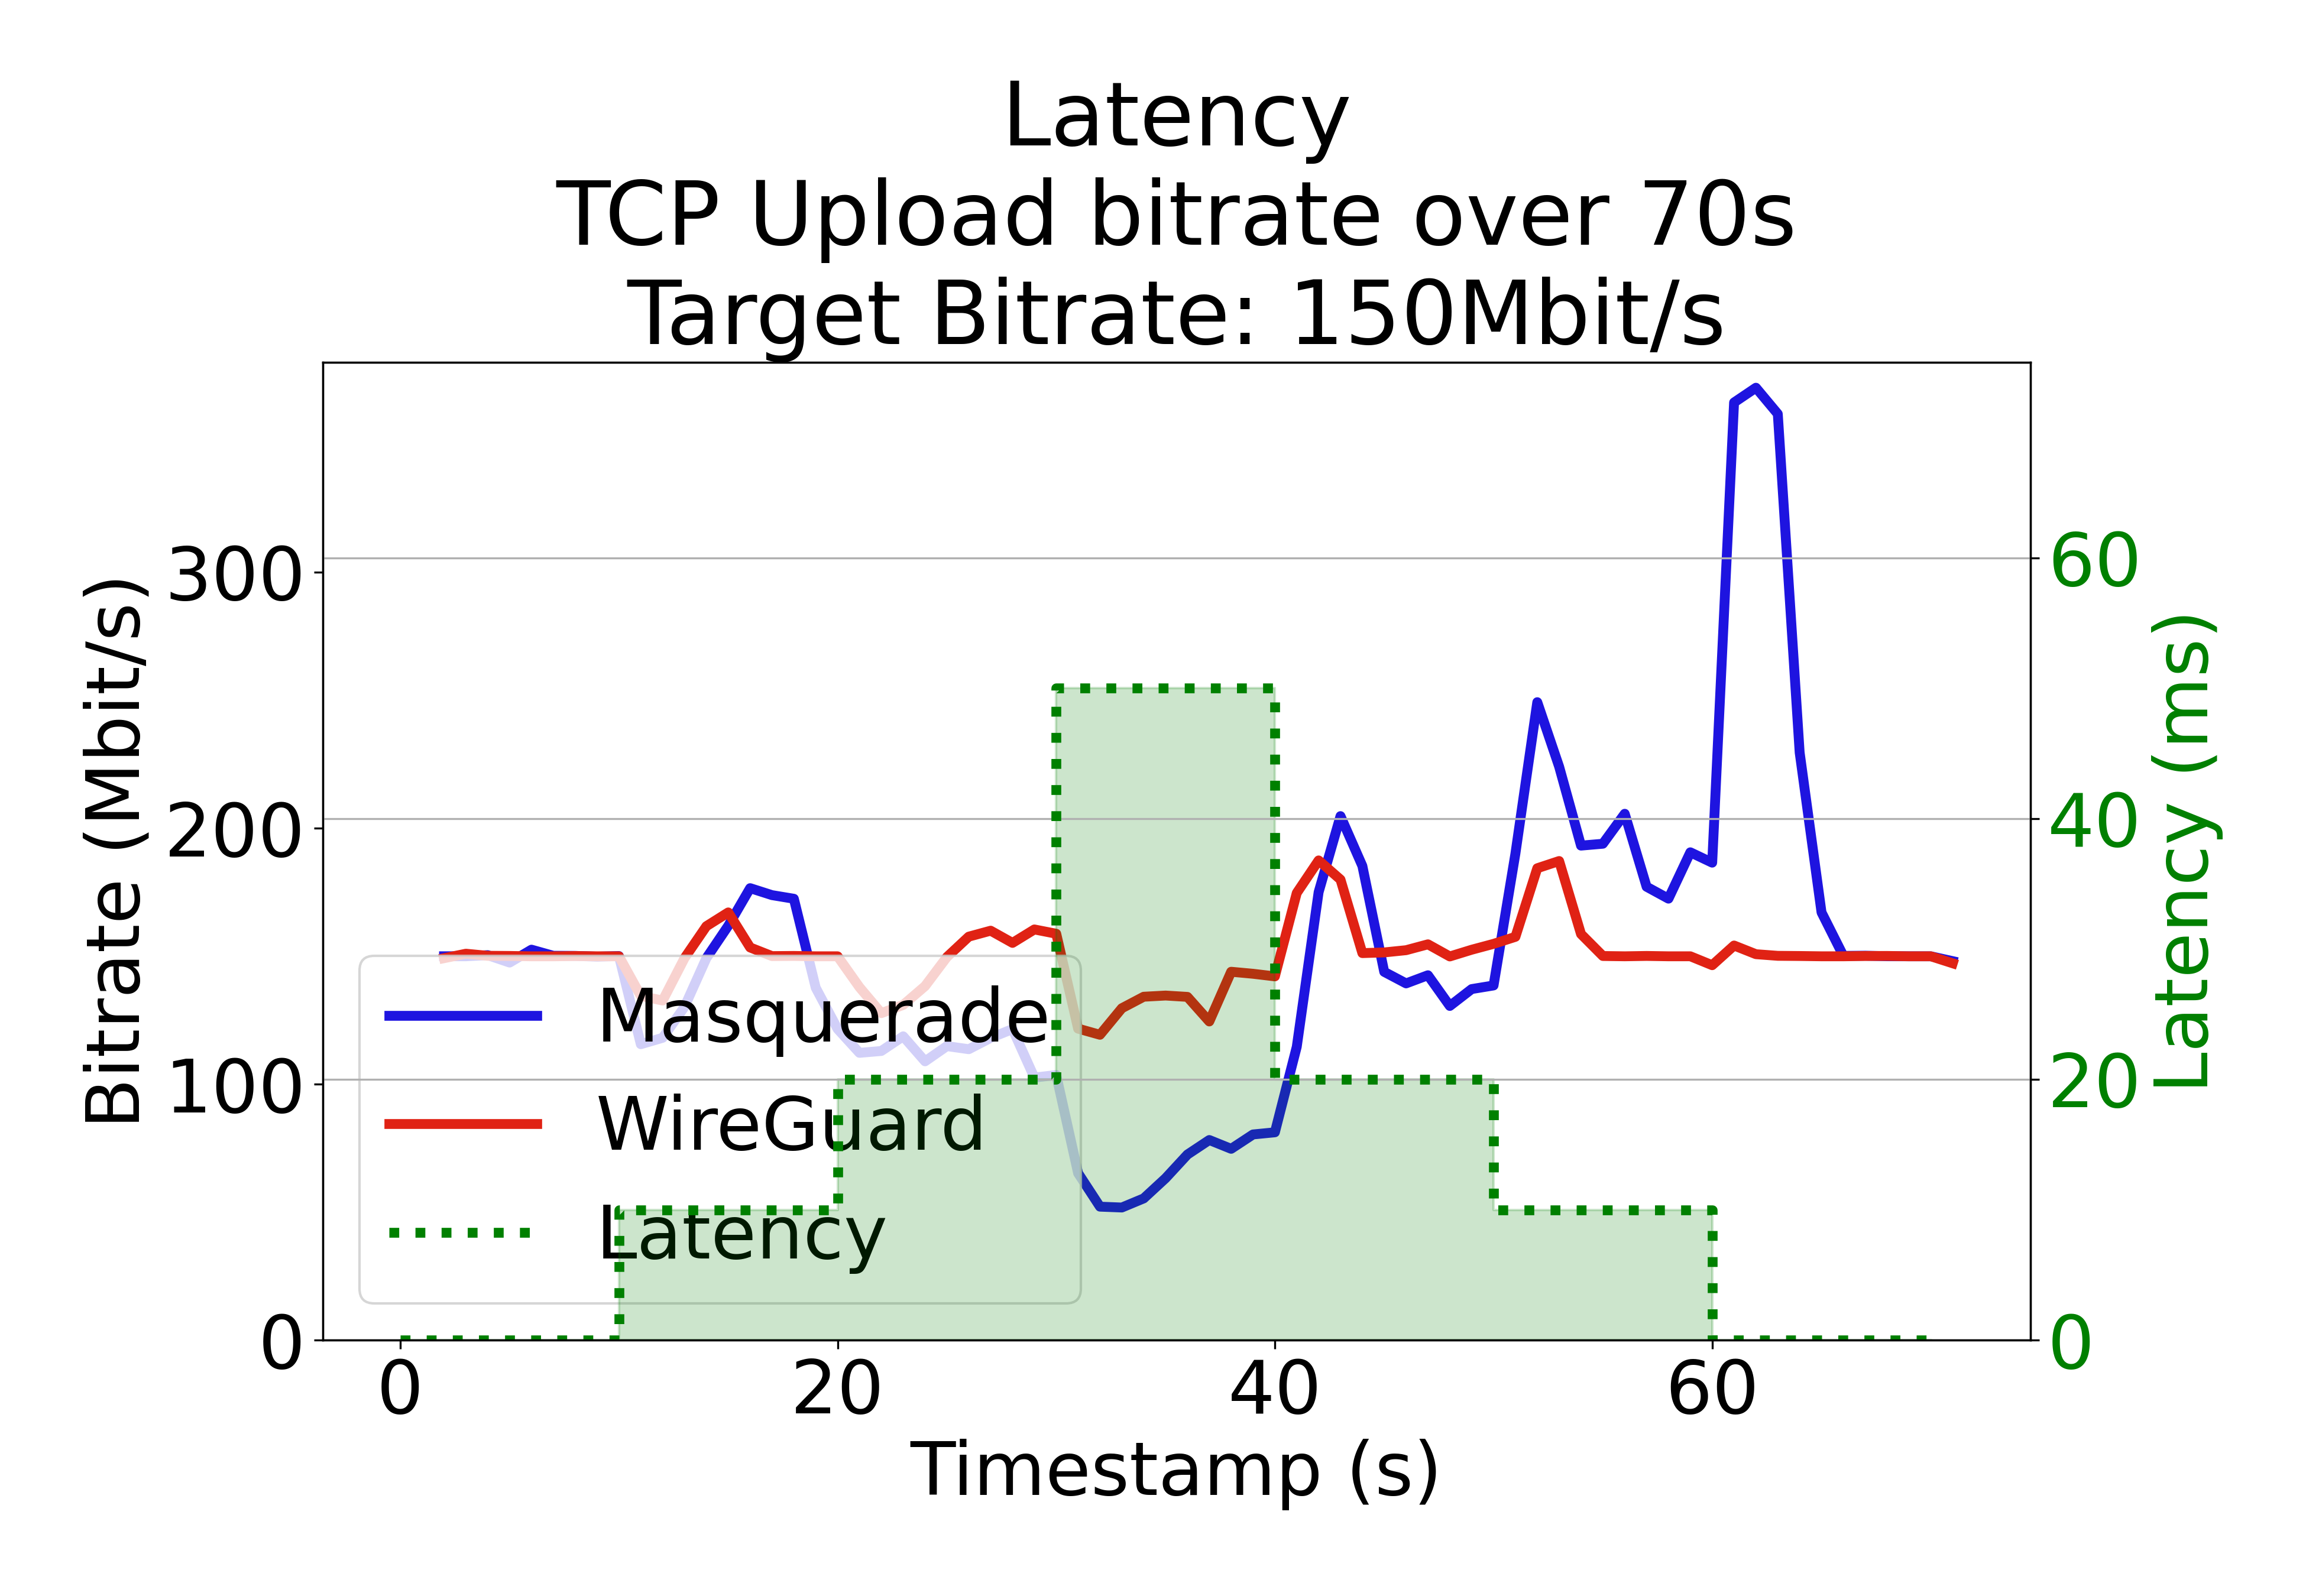 Latency
TCP Upload bitrate over 70s
Target Bitrate: 150Mbit/s
Bitrate (Mbit/s)
300
200
100
0
60
40
20
0
Latency (ms)
Masquerade
WireGuard
Latency
0 20 40 60
Timestamp (s)